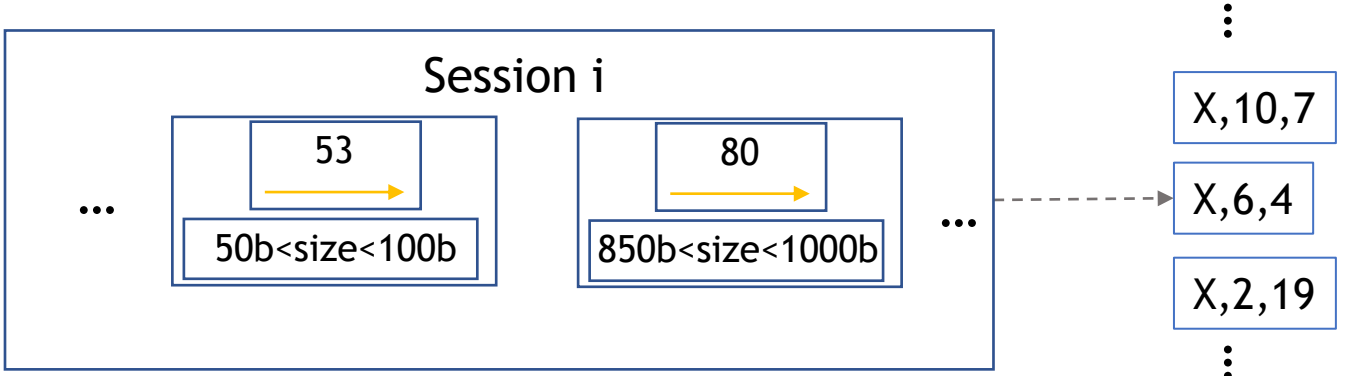 Session i
53
80
...
50b<size<100b
850b<size<1000b
...
X,10,7
X,6,4
X,2,19